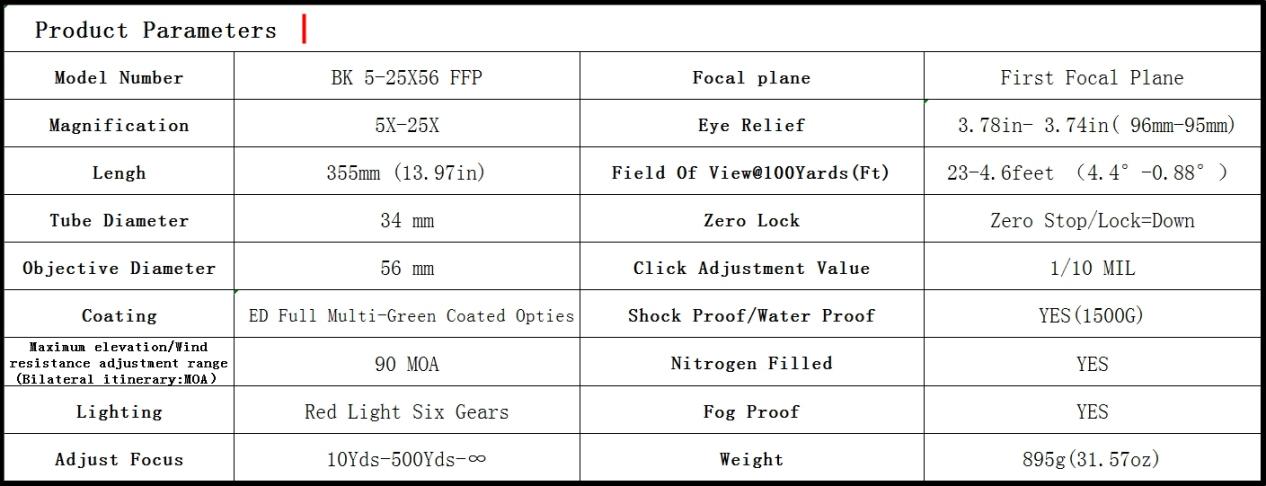 Product Parameters
Model Number BK 5-25X56 FFP Focal plane First Focal Plane
Magnification 5X-25X Eye Relief 3.78in- 3.74in( 96mm-95mm)
Lengh 355mm (13.97in) Field Of View@100Yards(Ft) 23-4.6feet （4.4°-0.88°）
Tube Diameter 34 mm Zero Lock Zero Stop/Lock=Down
Objective Diameter 56 mm Click Adjustment Value 1/10 MIL
Coating ED Full Multi-Green Coated Opties Shock Proof/Water Proof YES(1500G)
Maximum elevation/Wind
resistance adjustment range
(Bilateral itinerary:MOA） 90 MOA Nitrogen Filled YES
Lighting Red Light Six Gears Fog Proof YES
Adjust Focus 10Yds-500Yds-∞ Weight 895g(31.57oz)